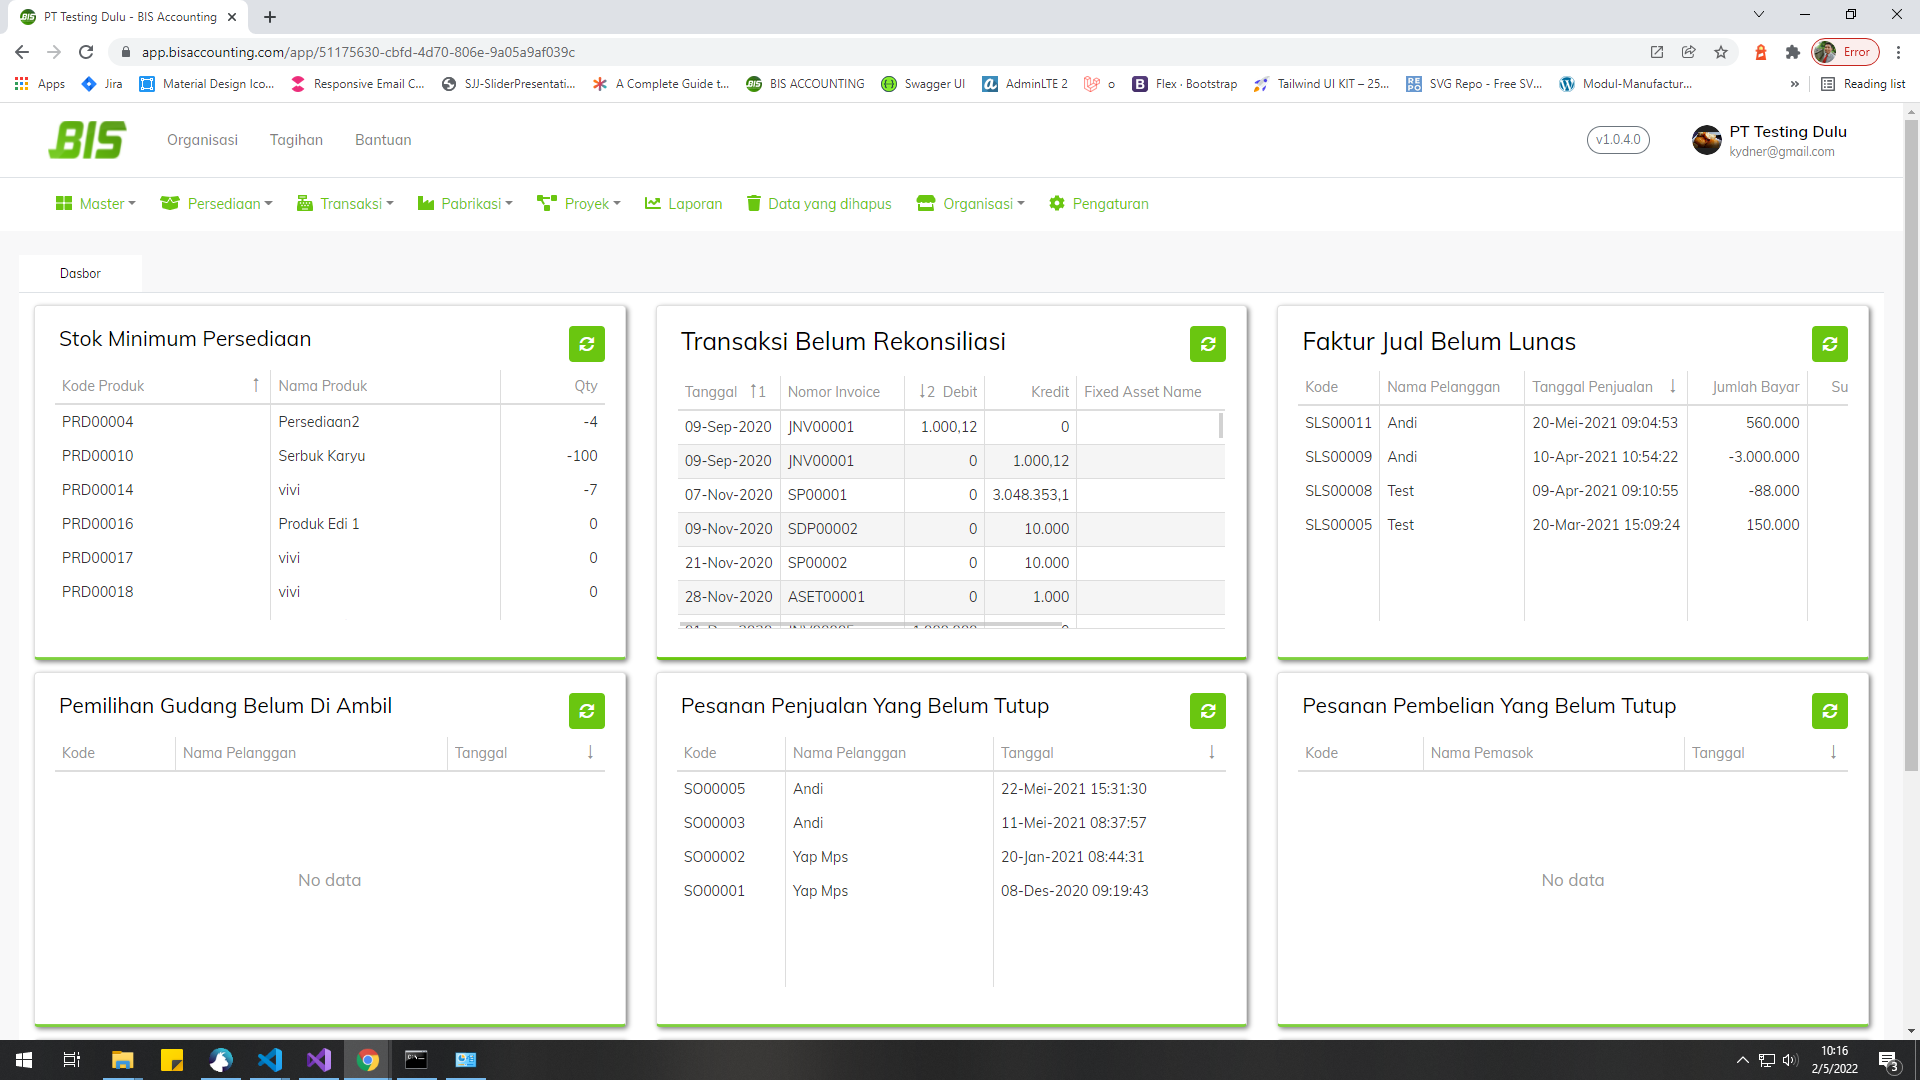 PT Testing Dulu - BIS Accounting
app.bisaccounting.com/app/51175630-cbfd-4d70-806e-9a05a9af039c
Error
Apps
Jira
Material Design Ico...
Responsive Email C...
SJJ-SliderPresentati...
A Complete Guide t...
BIS ACCOUNTING
Swagger UI
AdminLTE 2
o
Flex · Bootstrap
Tailwind UI KIT – 25...
SVG Repo - Free SV...
Modul-Manufactur...
»
Reading list
BIS
Organisasi
Tagihan
Bantuan
v1.0.4.0
PT Testing Dulu
kydner@gmail.com
Master
Persediaan
Transaksi
Pabrikasi
Proyek
Laporan
Data yang dihapus
Organisasi
Pengaturan
Dasbor
Stok Minimum Persediaan
Kode Produk ↑ Nama Produk Qty
PRD00004 Persediaan2 -4
PRD00010 Serbuk Karyu -100
PRD00014 vivi -7
PRD00016 Produk Edi 1 0
PRD00017 vivi 0
PRD00018 vivi 0
Transaksi Belum Rekonsiliasi
Tanggal ↑1 Nomor Invoice ↓2 Debit Kredit Fixed Asset Name
09-Sep-2020 JNV00001 1.000,12 0
09-Sep-2020 JNV00001 0 1.000,12
07-Nov-2020 SP00001 0 3.048.353,1
09-Nov-2020 SDP00002 0 10.000
21-Nov-2020 SP00002 0 10.000
28-Nov-2020 ASET00001 0 1.000
Faktur Jual Belum Lunas
Kode Nama Pelanggan Tanggal Penjualan ↓ Jumlah Bayar Su
SLS00011 Andi 20-Mei-2021 09:04:53 560.000
SLS00009 Andi 10-Apr-2021 10:54:22 -3.000.000
SLS00008 Test 09-Apr-2021 09:10:55 -88.000
SLS00005 Test 20-Mar-2021 15:09:24 150.000
Pemilihan Gudang Belum Di Ambil
Kode Nama Pelanggan Tanggal ↓
No data
Pesanan Penjualan Yang Belum Tutup
Kode Nama Pelanggan Tanggal ↓
SO00005 Andi 22-Mei-2021 15:31:30
SO00003 Andi 11-Mei-2021 08:37:57
SO00002 Yap Mps 20-Jan-2021 08:44:31
SO00001 Yap Mps 08-Des-2020 09:19:43
Pesanan Pembelian Yang Belum Tutup
Kode Nama Pemasok Tanggal ↓
No data
10:16
2/5/2022
3